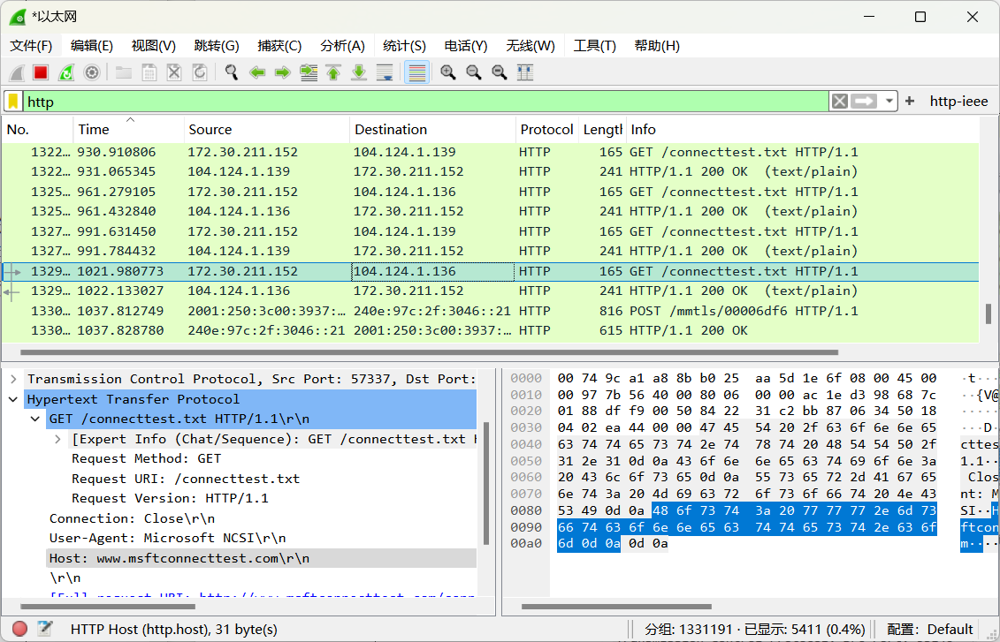 *以太网
文件(F) 编辑(E) 视图(V) 跳转(G) 捕获(C) 分析(A) 统计(S) 电话(Y) 无线(W) 工具(T) 帮助(H)
http
http-ieee
No. Time Source Destination Protocol Length Info
1322… 930.910806 172.30.211.152 104.124.1.139 HTTP 165 GET /connecttest.txt HTTP/1.1
1322… 931.065345 104.124.1.139 172.30.211.152 HTTP 241 HTTP/1.1 200 OK (text/plain)
1325… 961.279105 172.30.211.152 104.124.1.136 HTTP 165 GET /connecttest.txt HTTP/1.1
1325… 961.432840 104.124.1.136 172.30.211.152 HTTP 241 HTTP/1.1 200 OK (text/plain)
1327… 991.631450 172.30.211.152 104.124.1.139 HTTP 165 GET /connecttest.txt HTTP/1.1
1327… 991.784432 104.124.1.139 172.30.211.152 HTTP 241 HTTP/1.1 200 OK (text/plain)
1329… 1021.980773 172.30.211.152 104.124.1.136 HTTP 165 GET /connecttest.txt HTTP/1.1
1329… 1022.133027 104.124.1.136 172.30.211.152 HTTP 241 HTTP/1.1 200 OK (text/plain)
1330… 1037.812749 2001:250:3c00:3937:… 240e:97c:2f:3046::21 HTTP 816 POST /mmtls/00006df6 HTTP/1.1
1330… 1037.828780 240e:97c:2f:3046::21 2001:250:3c00:3937:… HTTP 615 HTTP/1.1 200 OK
Transmission Control Protocol, Src Port: 57337, Dst Port:
Hypertext Transfer Protocol
GET /connecttest.txt HTTP/1.1\r\n
[Expert Info (Chat/Sequence): GET /connecttest.txt H
Request Method: GET
Request URI: /connecttest.txt
Request Version: HTTP/1.1
Connection: Close\r\n
User-Agent: Microsoft NCSI\r\n
Host: www.msftconnecttest.com\r\n
\r\n
[Full request URI: http://www.msftconnecttest.com/conn
0000 00 74 9c a1 a8 8b b0 25 aa 5d 1e 6f 08 00 45 00 ·t···
0010 00 97 7b 56 40 00 80 06 00 00 ac 1e d3 98 68 7c ··{V@
0020 01 88 df f9 00 50 84 22 31 c2 bb 87 06 34 50 18 ·····
0030 04 02 ea 44 00 00 47 45 54 20 2f 63 6f 6e 6e 65 ···D·
0040 63 74 74 65 73 74 2e 74 78 74 20 48 54 54 50 2f cttes
0050 31 2e 31 0d 0a 43 6f 6e 6e 65 63 74 69 6f 6e 3a 1.1··
0060 20 43 6c 6f 73 65 0d 0a 55 73 65 72 2d 41 67 65 Clos
0070 6e 74 3a 20 4d 69 63 72 6f 73 6f 66 74 20 4e 43 nt: M
0080 53 49 0d 0a 48 6f 73 74 3a 20 77 77 77 2e 6d 73 SI··H
0090 66 74 63 6f 6e 6e 65 63 74 74 65 73 74 2e 63 6f ftcon
00a0 6d 0d 0a 0d 0a m····
HTTP Host (http.host), 31 byte(s)
分组: 1331191 · 已显示: 5411 (0.4%)
配置: Default